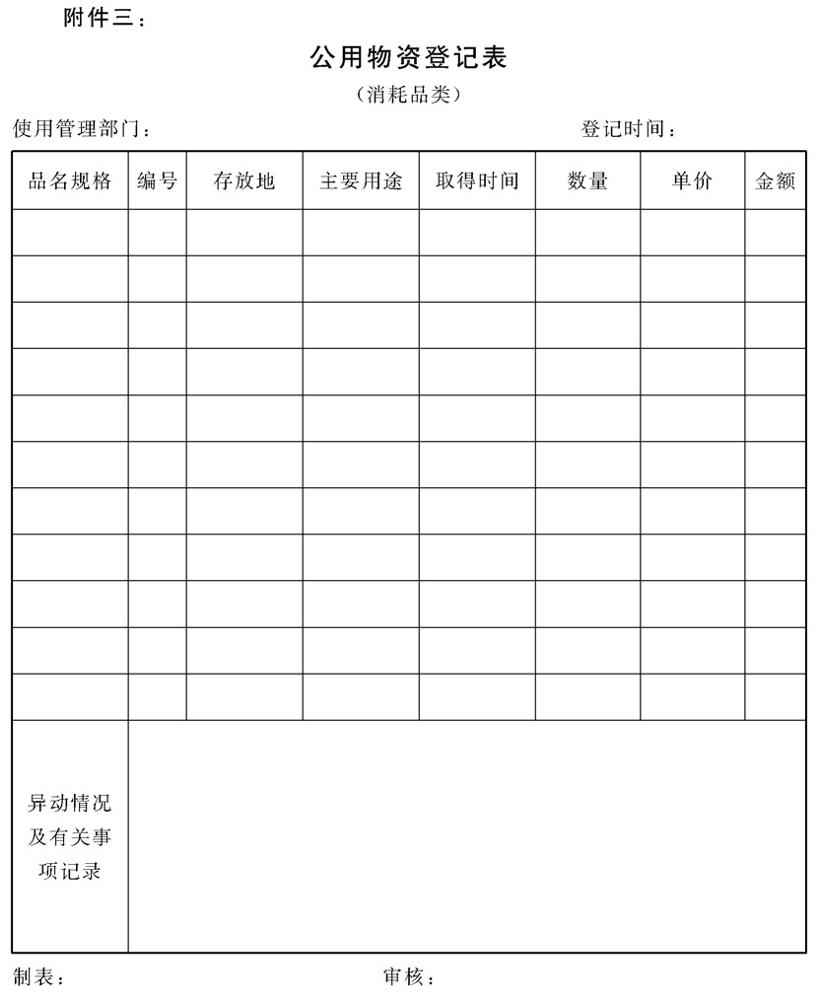 附件三：
公用物资登记表
（消耗品类）
使用管理部门： 登记时间：
品名规格 编号 存放地 主要用途 取得时间 数量 单价 金额
异动情况
及有关事
项记录
制表： 审核：